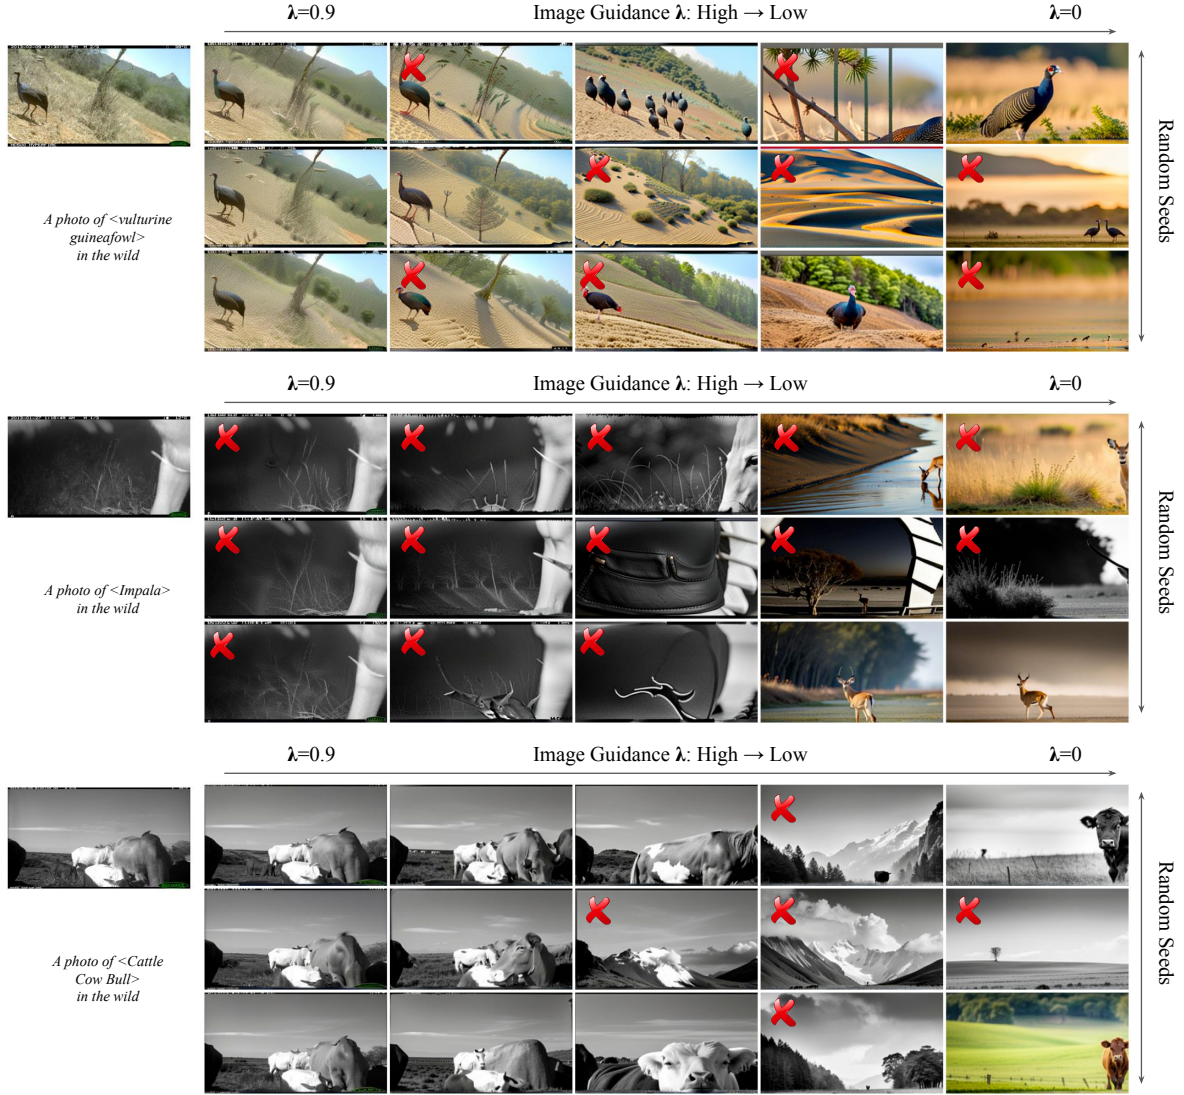 λ=0.9
Image Guidance λ: High → Low
λ=0
A photo of <vulturine
guineafowl>
in the wild
Random Seeds
λ=0.9
Image Guidance λ: High → Low
λ=0
A photo of <Impala>
in the wild
Random Seeds
λ=0.9
Image Guidance λ: High → Low
λ=0
A photo of <Cattle
Cow Bull>
in the wild
Random Seeds